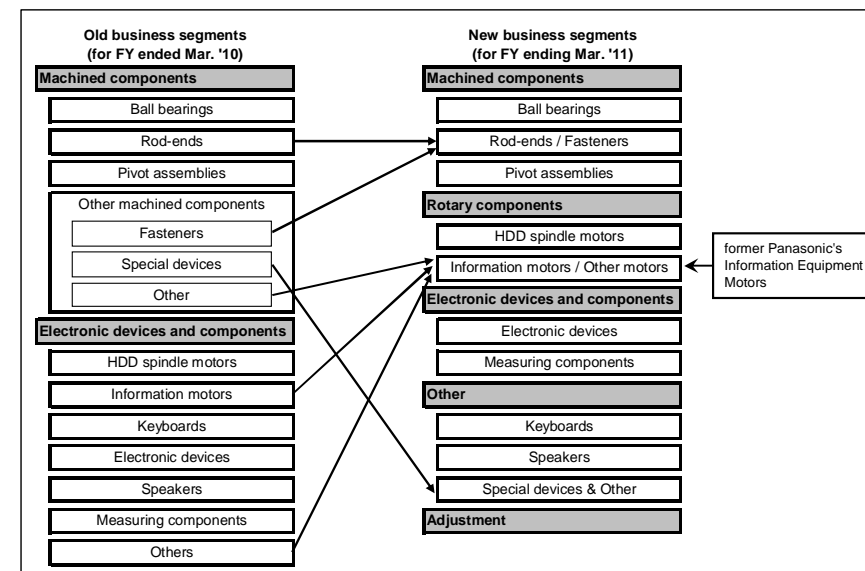 Old business segments
(for FY ended Mar. '10)
Machined components
Ball bearings
Rod-ends
Pivot assemblies
Other machined components
Fasteners
Special devices
Other
Electronic devices and components
HDD spindle motors
Information motors
Keyboards
Electronic devices
Speakers
Measuring components
Others
New business segments
(for FY ending Mar. '11)
Machined components
Ball bearings
Rod-ends / Fasteners
Pivot assemblies
Rotary components
HDD spindle motors
Information motors / Other motors
Electronic devices and components
Electronic devices
Measuring components
Other
Keyboards
Speakers
Special devices & Other
Adjustment
former Panasonic's
Information Equipment
Motors